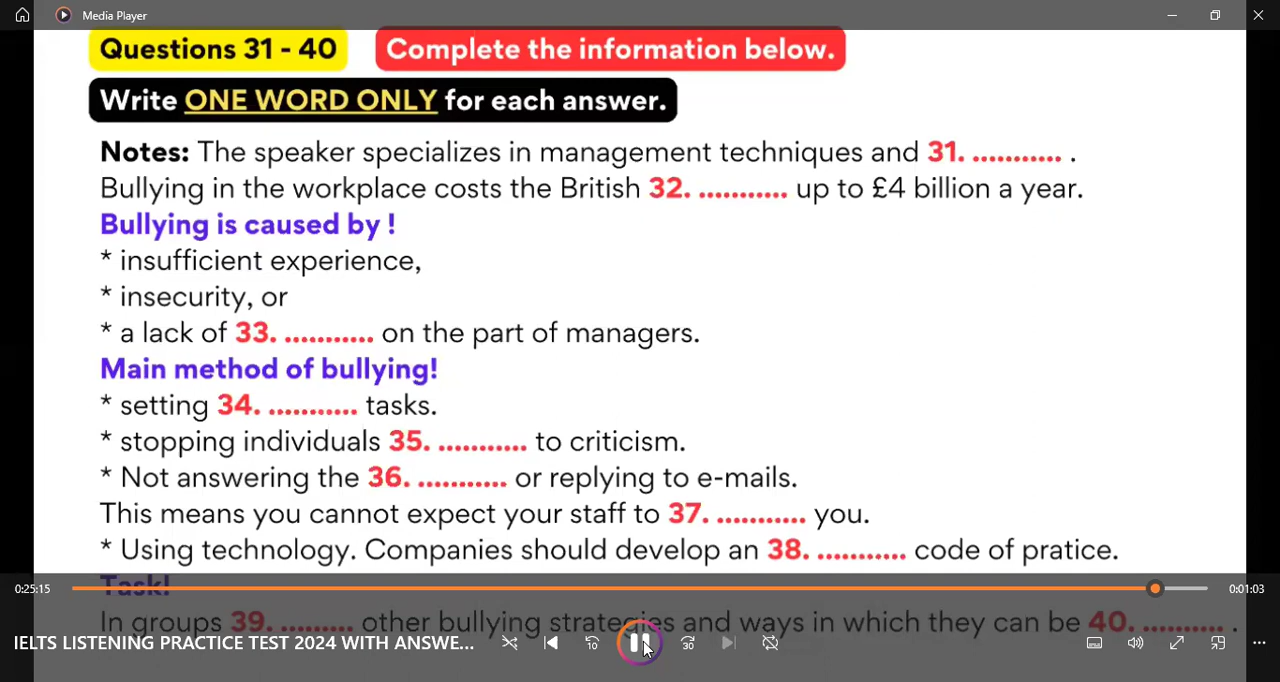 Media Player
Questions 31 - 40 Complete the information below.
Write ONE WORD ONLY for each answer.
Notes: The speaker specializes in management techniques and 31. ........... .
Bullying in the workplace costs the British 32. ........... up to £4 billion a year.
Bullying is caused by !
* insufficient experience,
* insecurity, or
* a lack of 33. ........... on the part of managers.
Main method of bullying!
* setting 34. ........... tasks.
* stopping individuals 35. ........... to criticism.
* Not answering the 36. ........... or replying to e-mails.
This means you cannot expect your staff to 37. ........... you.
* Using technology. Companies should develop an 38. ........... code of pratice.
Task!
0:25:15 0:01:03
In groups 39. ......... other bullying strategies and ways in which they can be 40. .......... .
IELTS LISTENING PRACTICE TEST 2024 WITH ANSWE... 10 30